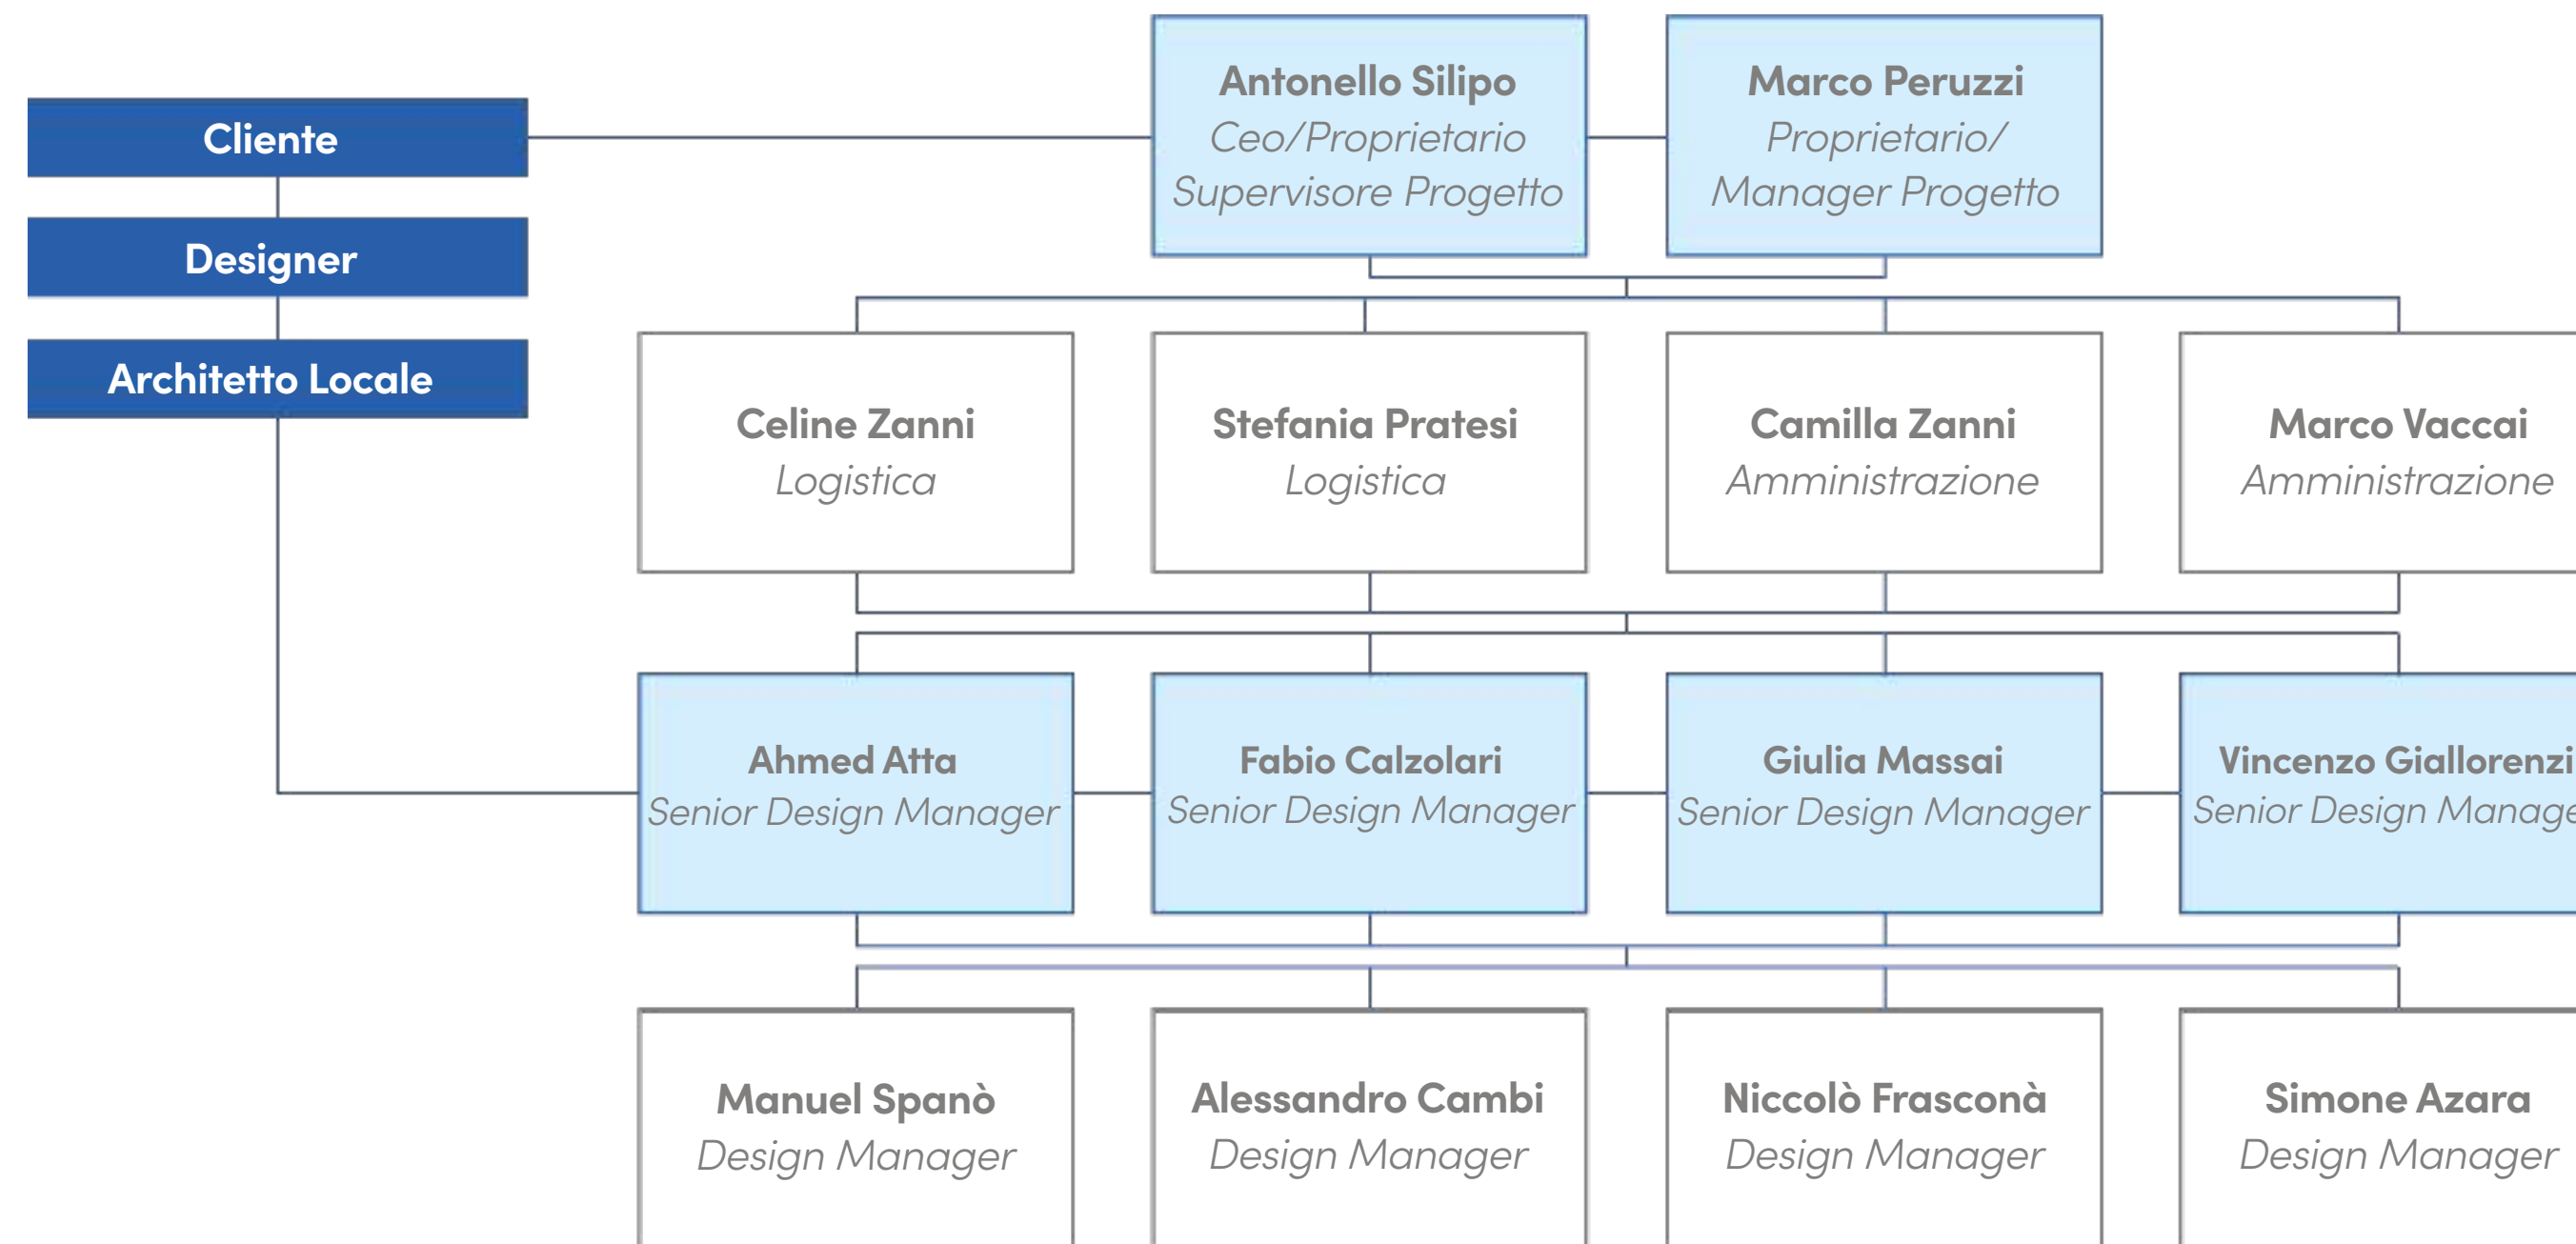 Cliente
Designer
Architetto Locale
Antonello Silipo
Ceo/Proprietario
Supervisore Progetto
Marco Peruzzi
Proprietario/
Manager Progetto
Celine Zanni
Logistica
Stefania Pratesi
Logistica
Camilla Zanni
Amministrazione
Marco Vaccai
Amministrazione
Ahmed Atta
Senior Design Manager
Fabio Calzolari
Senior Design Manager
Giulia Massai
Senior Design Manager
Vincenzo Giallorenzi
Senior Design
Manuel Spanò
Design Manager
Alessandro Cambi
Design Manager
Niccolò Frasconà
Design Manager
Simone Azara
Design Manager